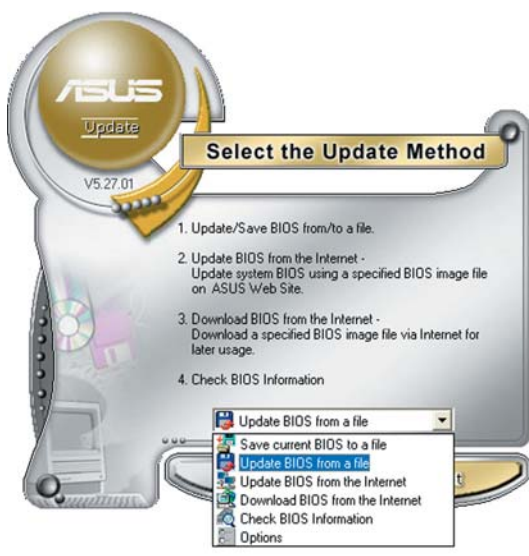 ASUS
Update
V5.27.01
Select the Update Method
1. Update/Save BIOS from/to a file.
2. Update BIOS from the Internet -
Update system BIOS using a specified BIOS image file
on ASUS Web Site.
3. Download BIOS from the Internet -
Download a specified BIOS image file via Internet for
later usage.
4. Check BIOS Information
Update BIOS from a file
Save current BIOS to a file
Update BIOS from a file
Update BIOS from the Internet
Download BIOS from the Internet
Check BIOS Information
Options